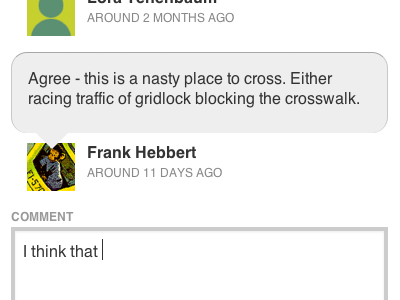 AROUND 2 MONTHS AGO
Agree - this is a nasty place to cross. Either
racing traffic of gridlock blocking the crosswalk.
Frank Hebbert
AROUND 11 DAYS AGO
COMMENT
I think that